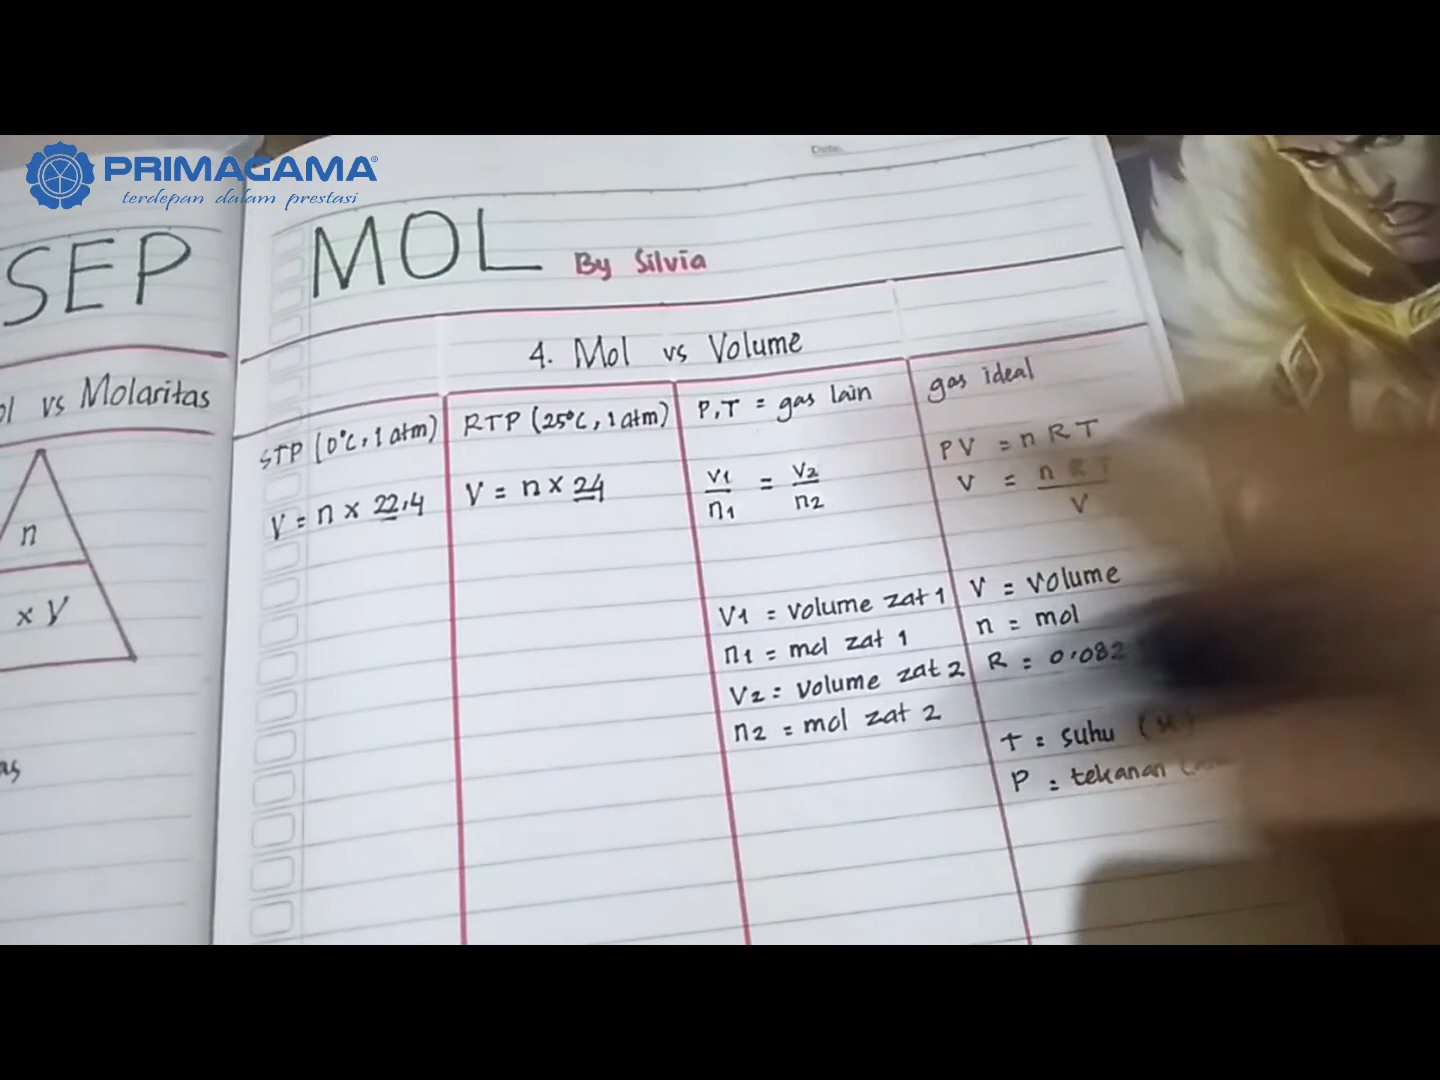 PRIMAGAMA
terdepan dalam prestasi
Date:
SEP MOL By Silvia
vs Molaritas
n
x V
4. Mol vs Volume
STP (0°C, 1 atm)
V = n x 22,4
RTP (25°C, 1 atm)
V = n x 24
P,T = gas lain
V1 = V2
n1 n2
V1 = volume zat 1
n1 = mol zat 1
V2 = volume zat 2
n2 = mol zat 2
gas ideal
PV = n R T
V = n R T
V
V = Volume
n = mol
R = 0.082
T = suhu
P = tekanan